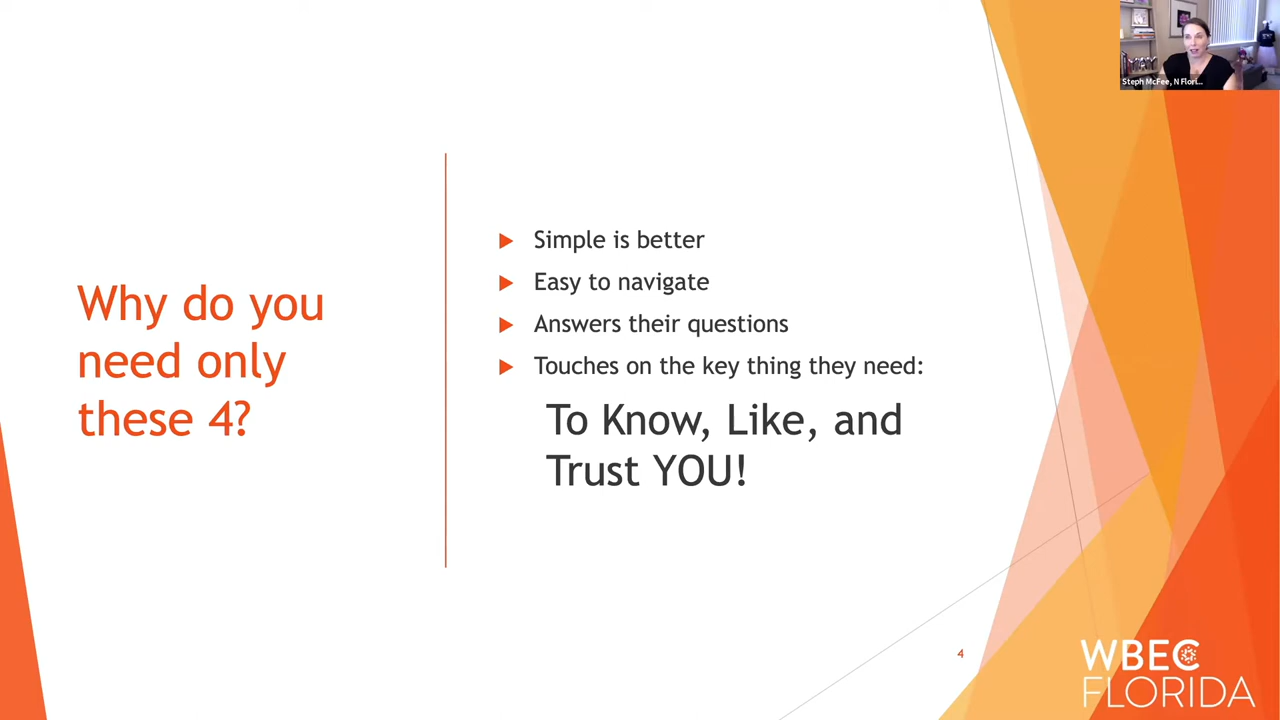 Steph McFee, N Flori...
Why do you
need only
these 4?
Simple is better
Easy to navigate
Answers their questions
Touches on the key thing they need:
To Know, Like, and
Trust YOU!
4
WBEC
FLORIDA